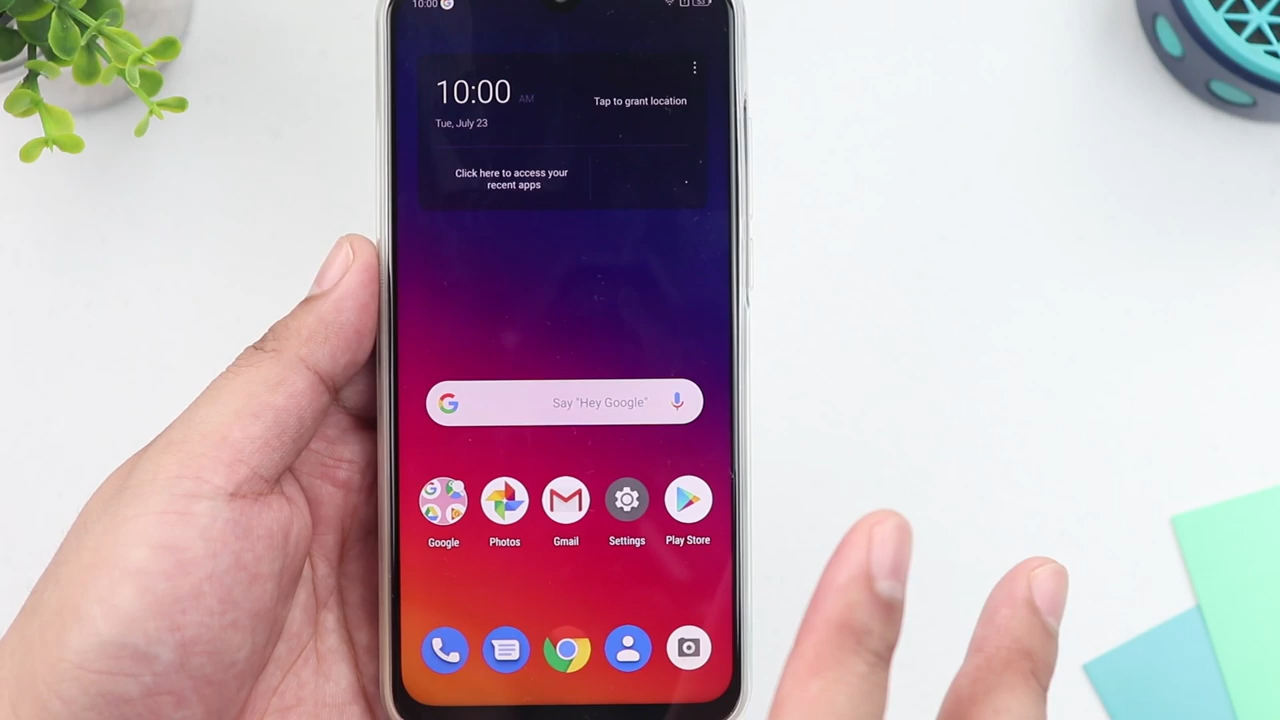 10:00
10:00 AM
Tap to grant location
Tue, July 23
Click here to access your
recent apps
Say "Hey Google"
Google
Photos
Gmail
Settings
Play Store